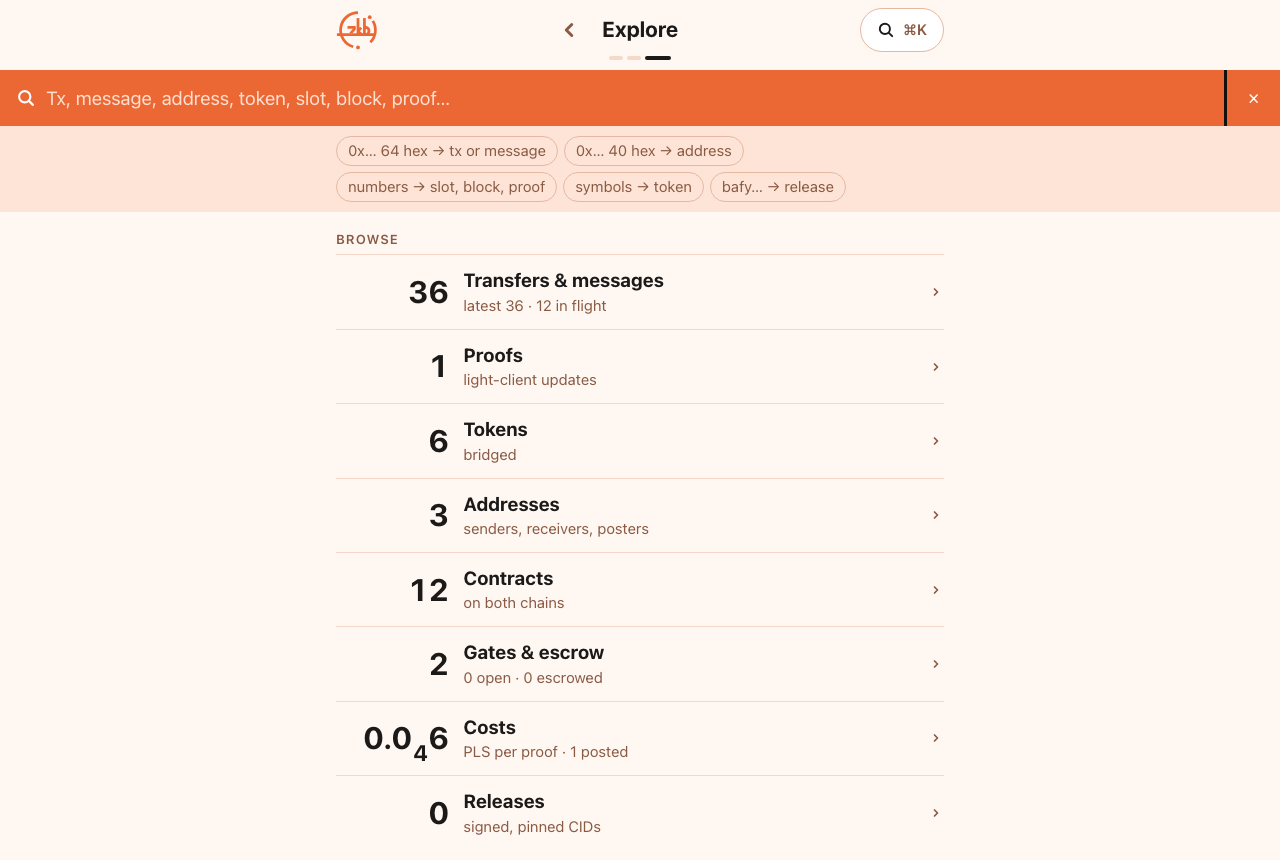 zkb
Explore
⌘K
Tx, message, address, token, slot, block, proof...
×
0x... 64 hex → tx or message
0x... 40 hex → address
numbers → slot, block, proof
symbols → token
bafy... → release
BROWSE
36
Transfers & messages
latest 36 · 12 in flight
1
Proofs
light-client updates
6
Tokens
bridged
3
Addresses
senders, receivers, posters
12
Contracts
on both chains
2
Gates & escrow
0 open · 0 escrowed
0.0₄6
Costs
PLS per proof · 1 posted
0
Releases
signed, pinned CIDs